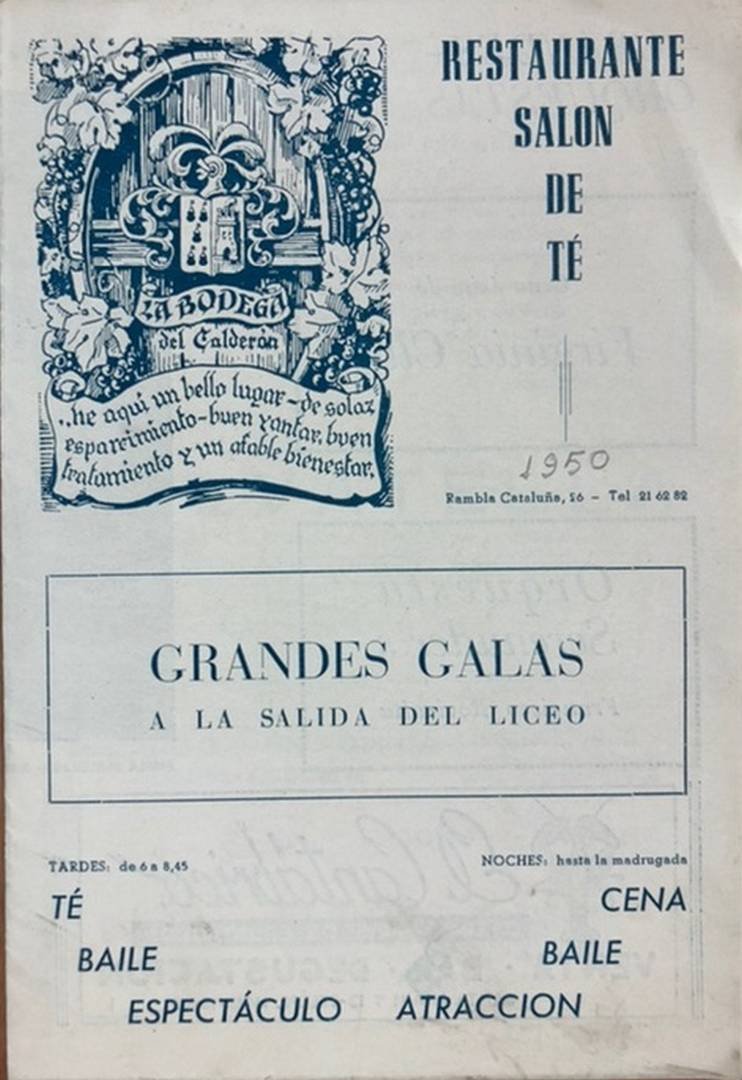 LA BODEGA
del Calderón
..he aquí un bello lugar - de solaz
esparcimiento - buen yantar, buen
tratamiento y un afable bienestar.
RESTAURANTE
SALON
DE
TÉ
1950
Rambla Cataluña, 26 - Tel 21 62 82
GRANDES GALAS
A LA SALIDA DEL LICEO
TARDES: de 6 a 8,45
TÉ
BAILE
ESPECTÁCULO
NOCHES: hasta la madrugada
CENA
BAILE
ATRACCION